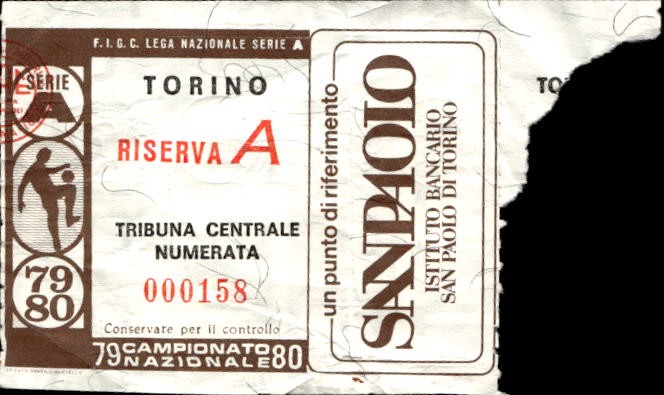 F.I.G.C. LEGA NAZIONALE SERIE A
SERIE
A
TORINO
RISERVA A
TRIBUNA CENTRALE
NUMERATA
000158
Conservare per il controllo
'79
80
79 CAMPIONATO NAZIONALE 80
un punto di riferimento
SANPAOLO
ISTITUTO BANCARIO
SAN PAOLO DI TORINO
TO